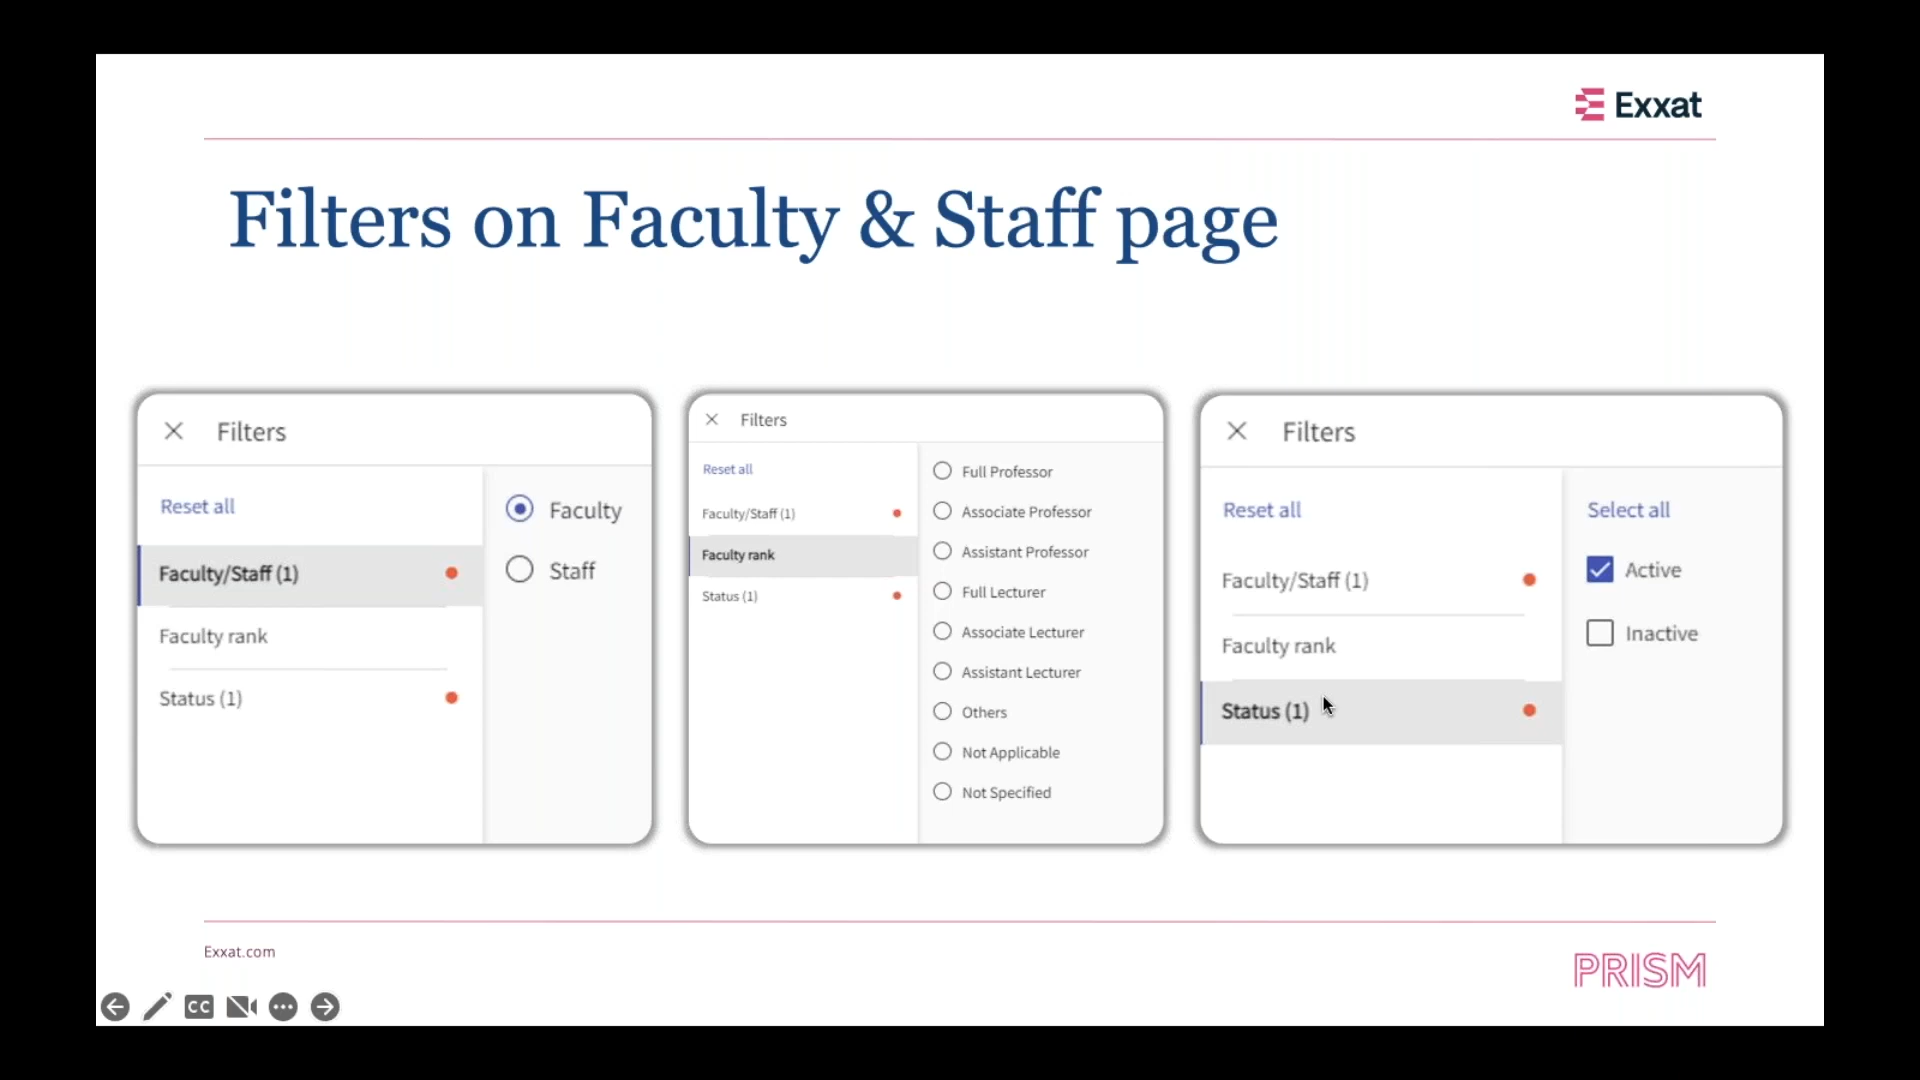 Exxat
Filters on Faculty & Staff page
Filters
Reset all
Faculty/Staff (1)
Faculty rank
Status (1)
Faculty
Staff
Filters
Reset all
Faculty/Staff (1)
Faculty rank
Status (1)
Full Professor
Associate Professor
Assistant Professor
Full Lecturer
Associate Lecturer
Assistant Lecturer
Others
Not Applicable
Not Specified
Filters
Reset all
Faculty/Staff (1)
Faculty rank
Status (1)
Select all
Active
Inactive
Exxat.com
PRISM
CC